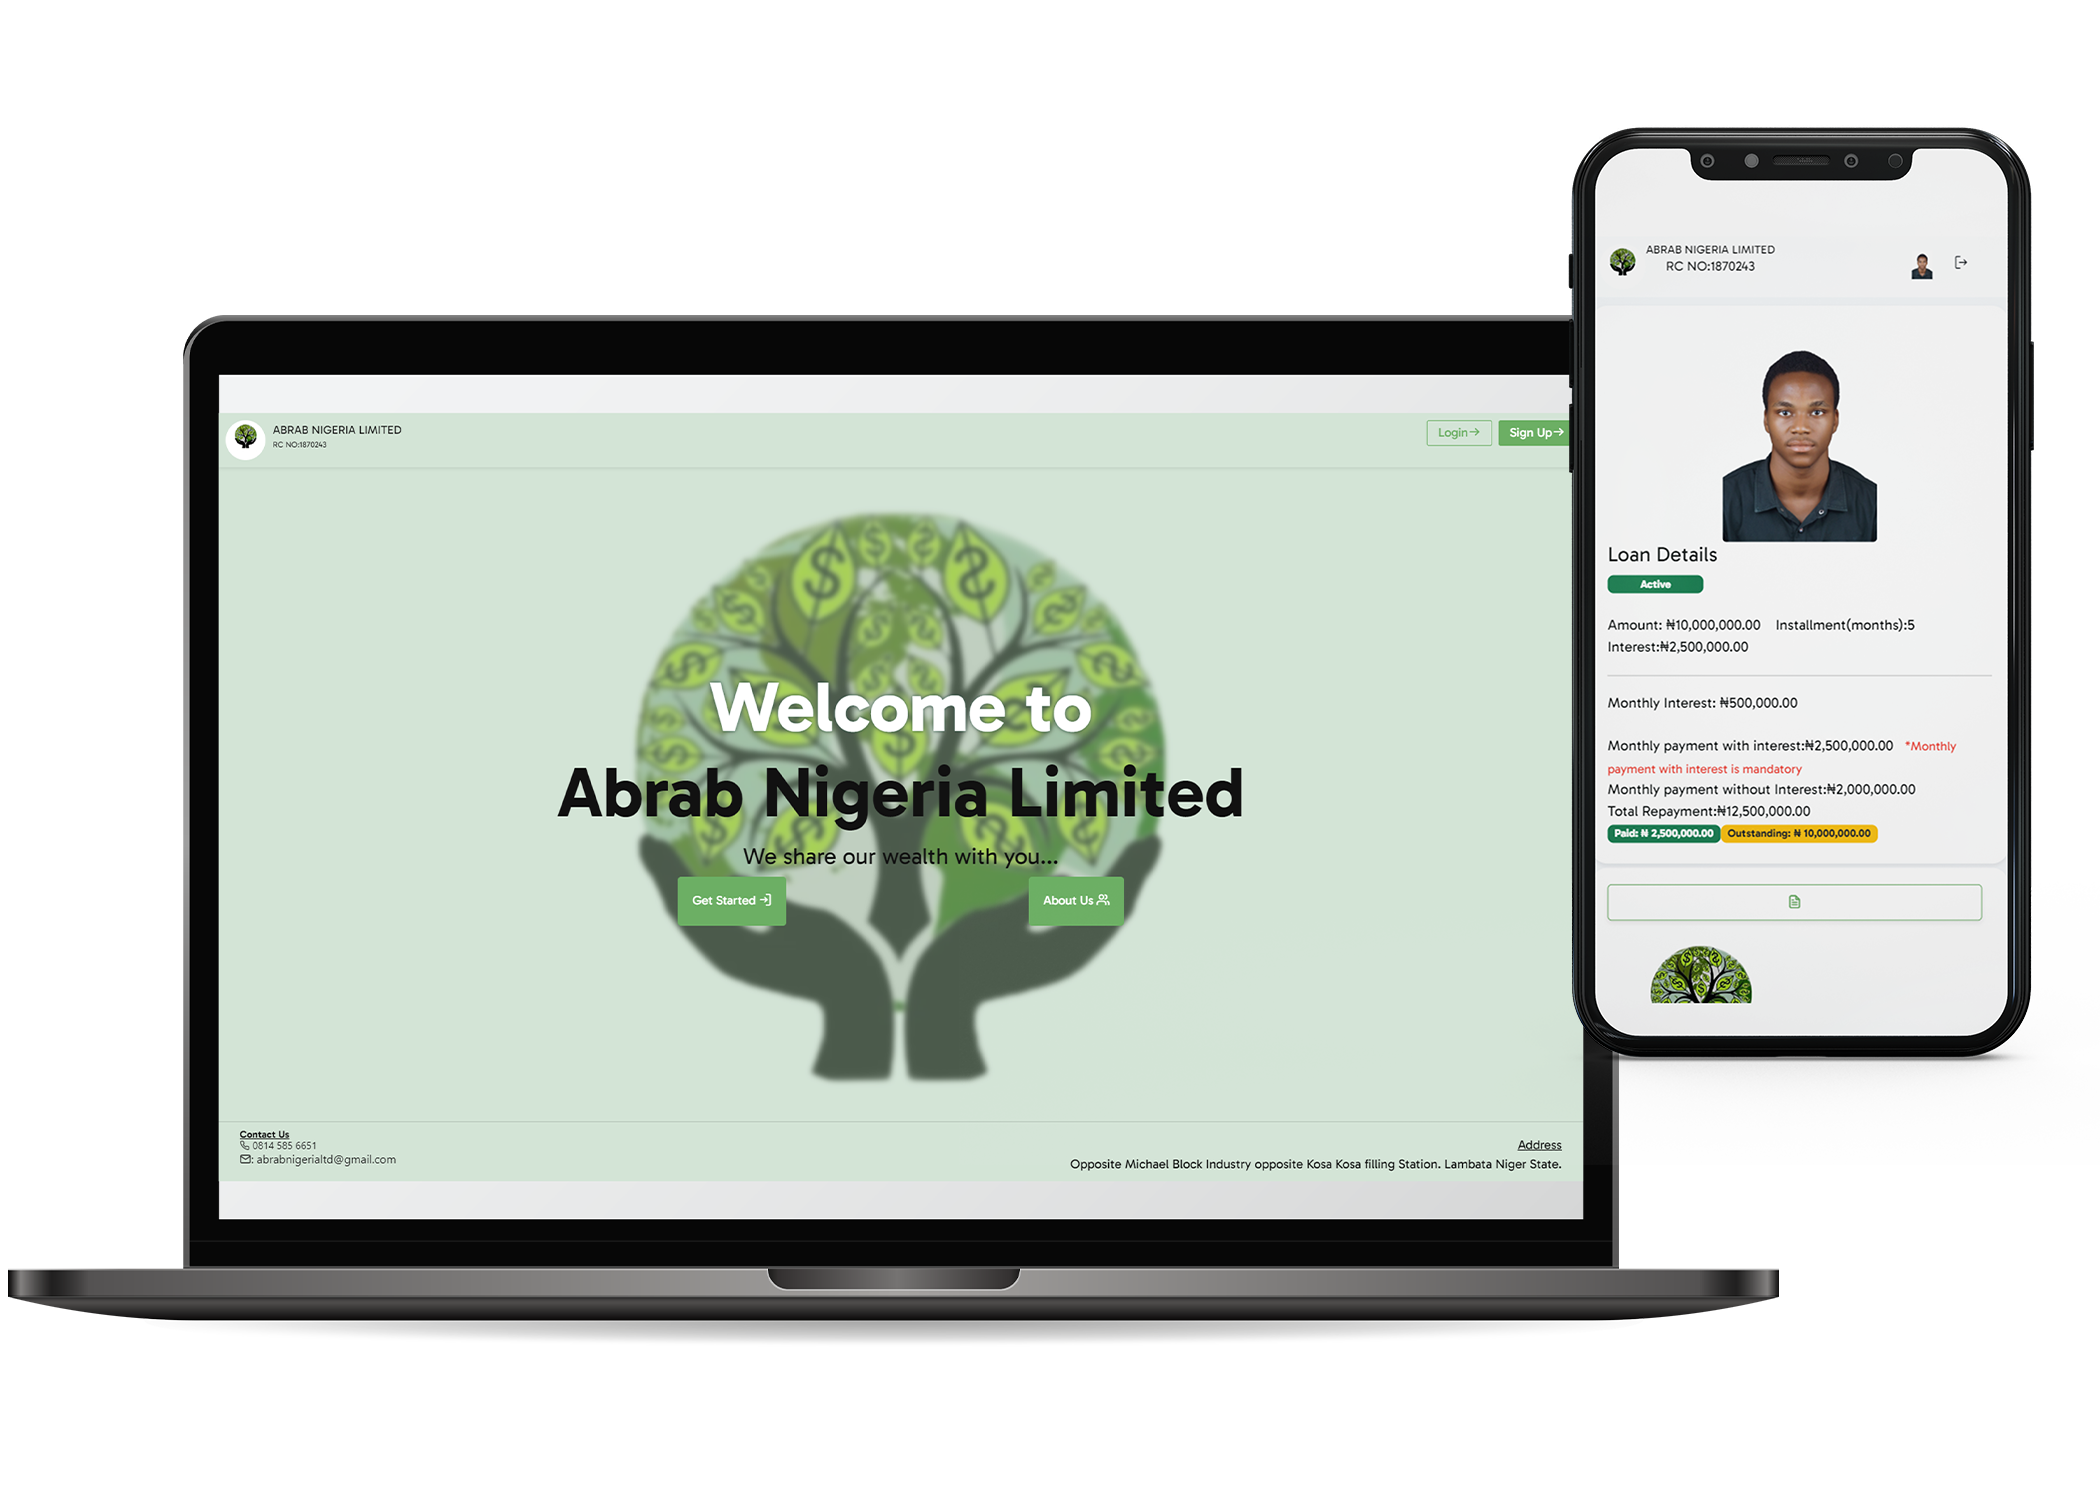 ABRAB NIGERIA LIMITED
RC NO:1870243
Login
Sign Up
Welcome to
Abrab Nigeria Limited
We share our wealth with you...
Get Started
About Us
Contact Us
0814 585 6651
: abrabnigerialtd@gmail.com
Address
Opposite Michael Block Industry opposite Kosa Kosa filling Station. Lambata Niger State.
ABRAB NIGERIA LIMITED
RC NO:1870243
Loan Details
Active
Amount: ₦10,000,000.00 Installment(months):5
Interest:₦2,500,000.00
Monthly Interest: ₦500,000.00
Monthly payment with interest:₦2,500,000.00 *Monthly
payment with interest is mandatory
Monthly payment without Interest:₦2,000,000.00
Total Repayment:₦12,500,000.00
Paid: ₦ 2,500,000.00 Outstanding: ₦ 10,000,000.00